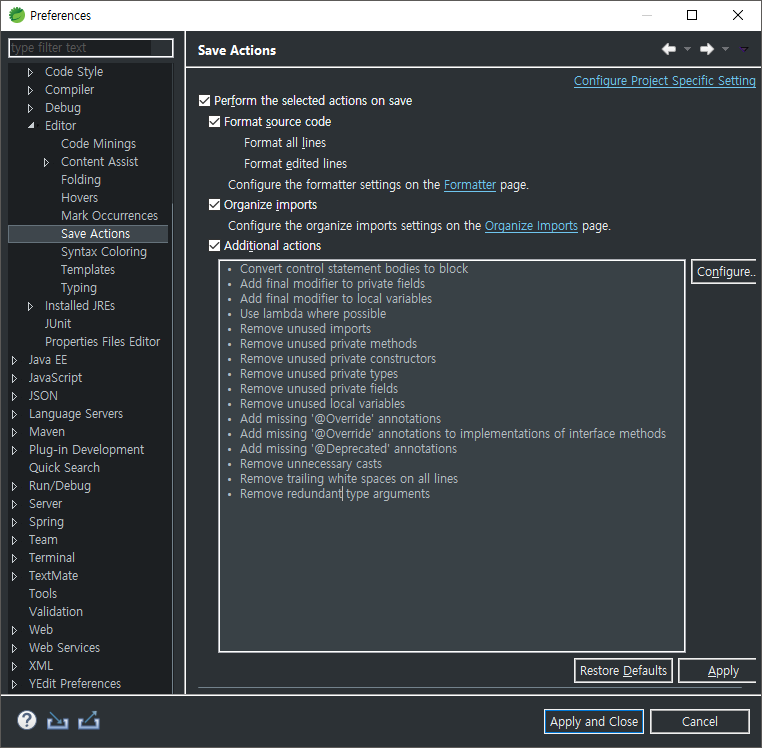 Preferences
type filter text
Code Style
Compiler
Debug
Editor
Code Minings
Content Assist
Folding
Hovers
Mark Occurrences
Save Actions
Syntax Coloring
Templates
Typing
Installed JREs
JUnit
Properties Files Editor
Java EE
JavaScript
JSON
Language Servers
Maven
Plug-in Development
Quick Search
Run/Debug
Server
Spring
Team
Terminal
TextMate
Tools
Validation
Web
Web Services
XML
YEdit Preferences
Save Actions
Configure Project Specific Setting
Perform the selected actions on save
Format source code
Format all lines
Format edited lines
Configure the formatter settings on the Formatter page.
Organize imports
Configure the organize imports settings on the Organize Imports page.
Additional actions
• Convert control statement bodies to block
• Add final modifier to private fields
• Add final modifier to local variables
• Use lambda where possible
• Remove unused imports
• Remove unused private methods
• Remove unused private constructors
• Remove unused private types
• Remove unused private fields
• Remove unused local variables
• Add missing '@Override' annotations
• Add missing '@Override' annotations to implementations of interface methods
• Add missing '@Deprecated' annotations
• Remove unnecessary casts
• Remove trailing white spaces on all lines
• Remove redundant type arguments
Configure..
Restore Defaults
Apply
?
Apply and Close
Cancel